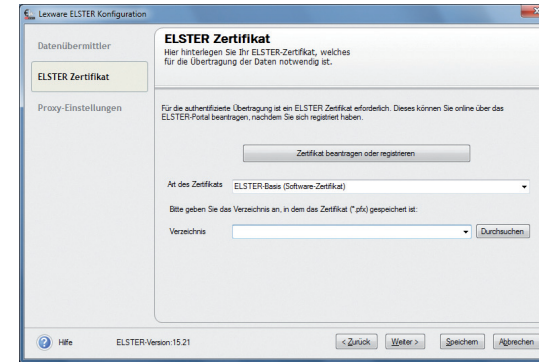 Lexware ELSTER Konfiguration
Datenübermittler
ELSTER Zertifikat
Proxy-Einstellungen
ELSTER Zertifikat
Hier hinterlegen Sie Ihr ELSTER-Zertifikat, welches
für die Übertragung der Daten notwendig ist.
Für die authentifizierte Übertragung ist ein ELSTER Zertifikat erforderlich. Dieses können Sie online über das
ELSTER-Portal beantragen, nachdem Sie sich registriert haben.
Zertifikat beantragen oder registrieren
Art des Zertifikats ELSTER-Basis (Software-Zertifikat)
Bitte geben Sie das Verzeichnis an, in dem das Zertifikat (*.pfx) gespeichert ist:
Verzeichnis Durchsuchen
Hilfe ELSTER-Version:15.21 < Zurück Weiter > Speichern Abbrechen